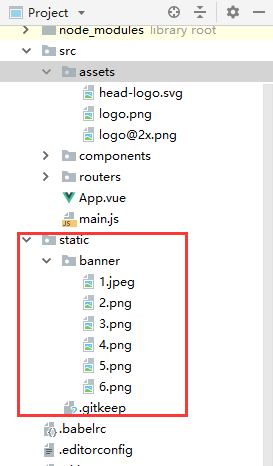 Project
node_modules library root
src
assets
head-logo.svg
logo.png
logo@2x.png
components
routers
App.vue
main.js
static
banner
1.jpeg
2.png
3.png
4.png
5.png
6.png
.gitkeep
.babelrc
.editorconfig